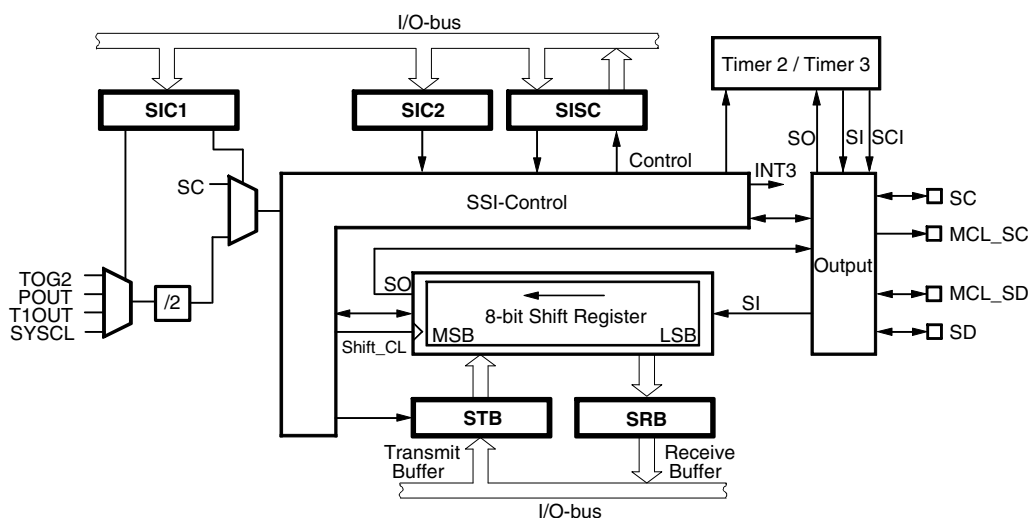 I/O-bus
Timer 2 / Timer 3
SIC1
SIC2
SISC
SO
SI
SCI
Control
INT3
SC
SSI-Control
SC
MCL_SC
Output
TOG2
POUT
T1OUT
SYSCL
/2
SO
SI
8-bit Shift Register
MSB
LSB
Shift_CL
MCL_SD
SD
STB
SRB
Transmit
Buffer
Receive
Buffer
I/O-bus